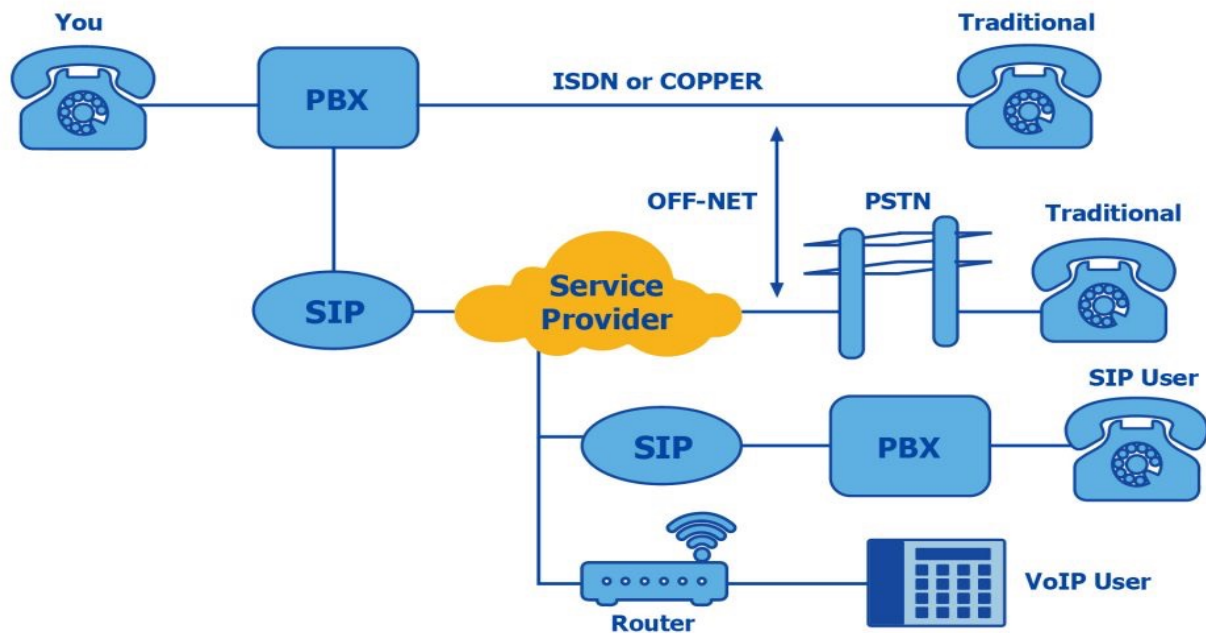 You
Traditional
PBX
ISDN or COPPER
OFF-NET
PSTN
Traditional
SIP
Service
Provider
SIP User
SIP
PBX
Router
VoIP User